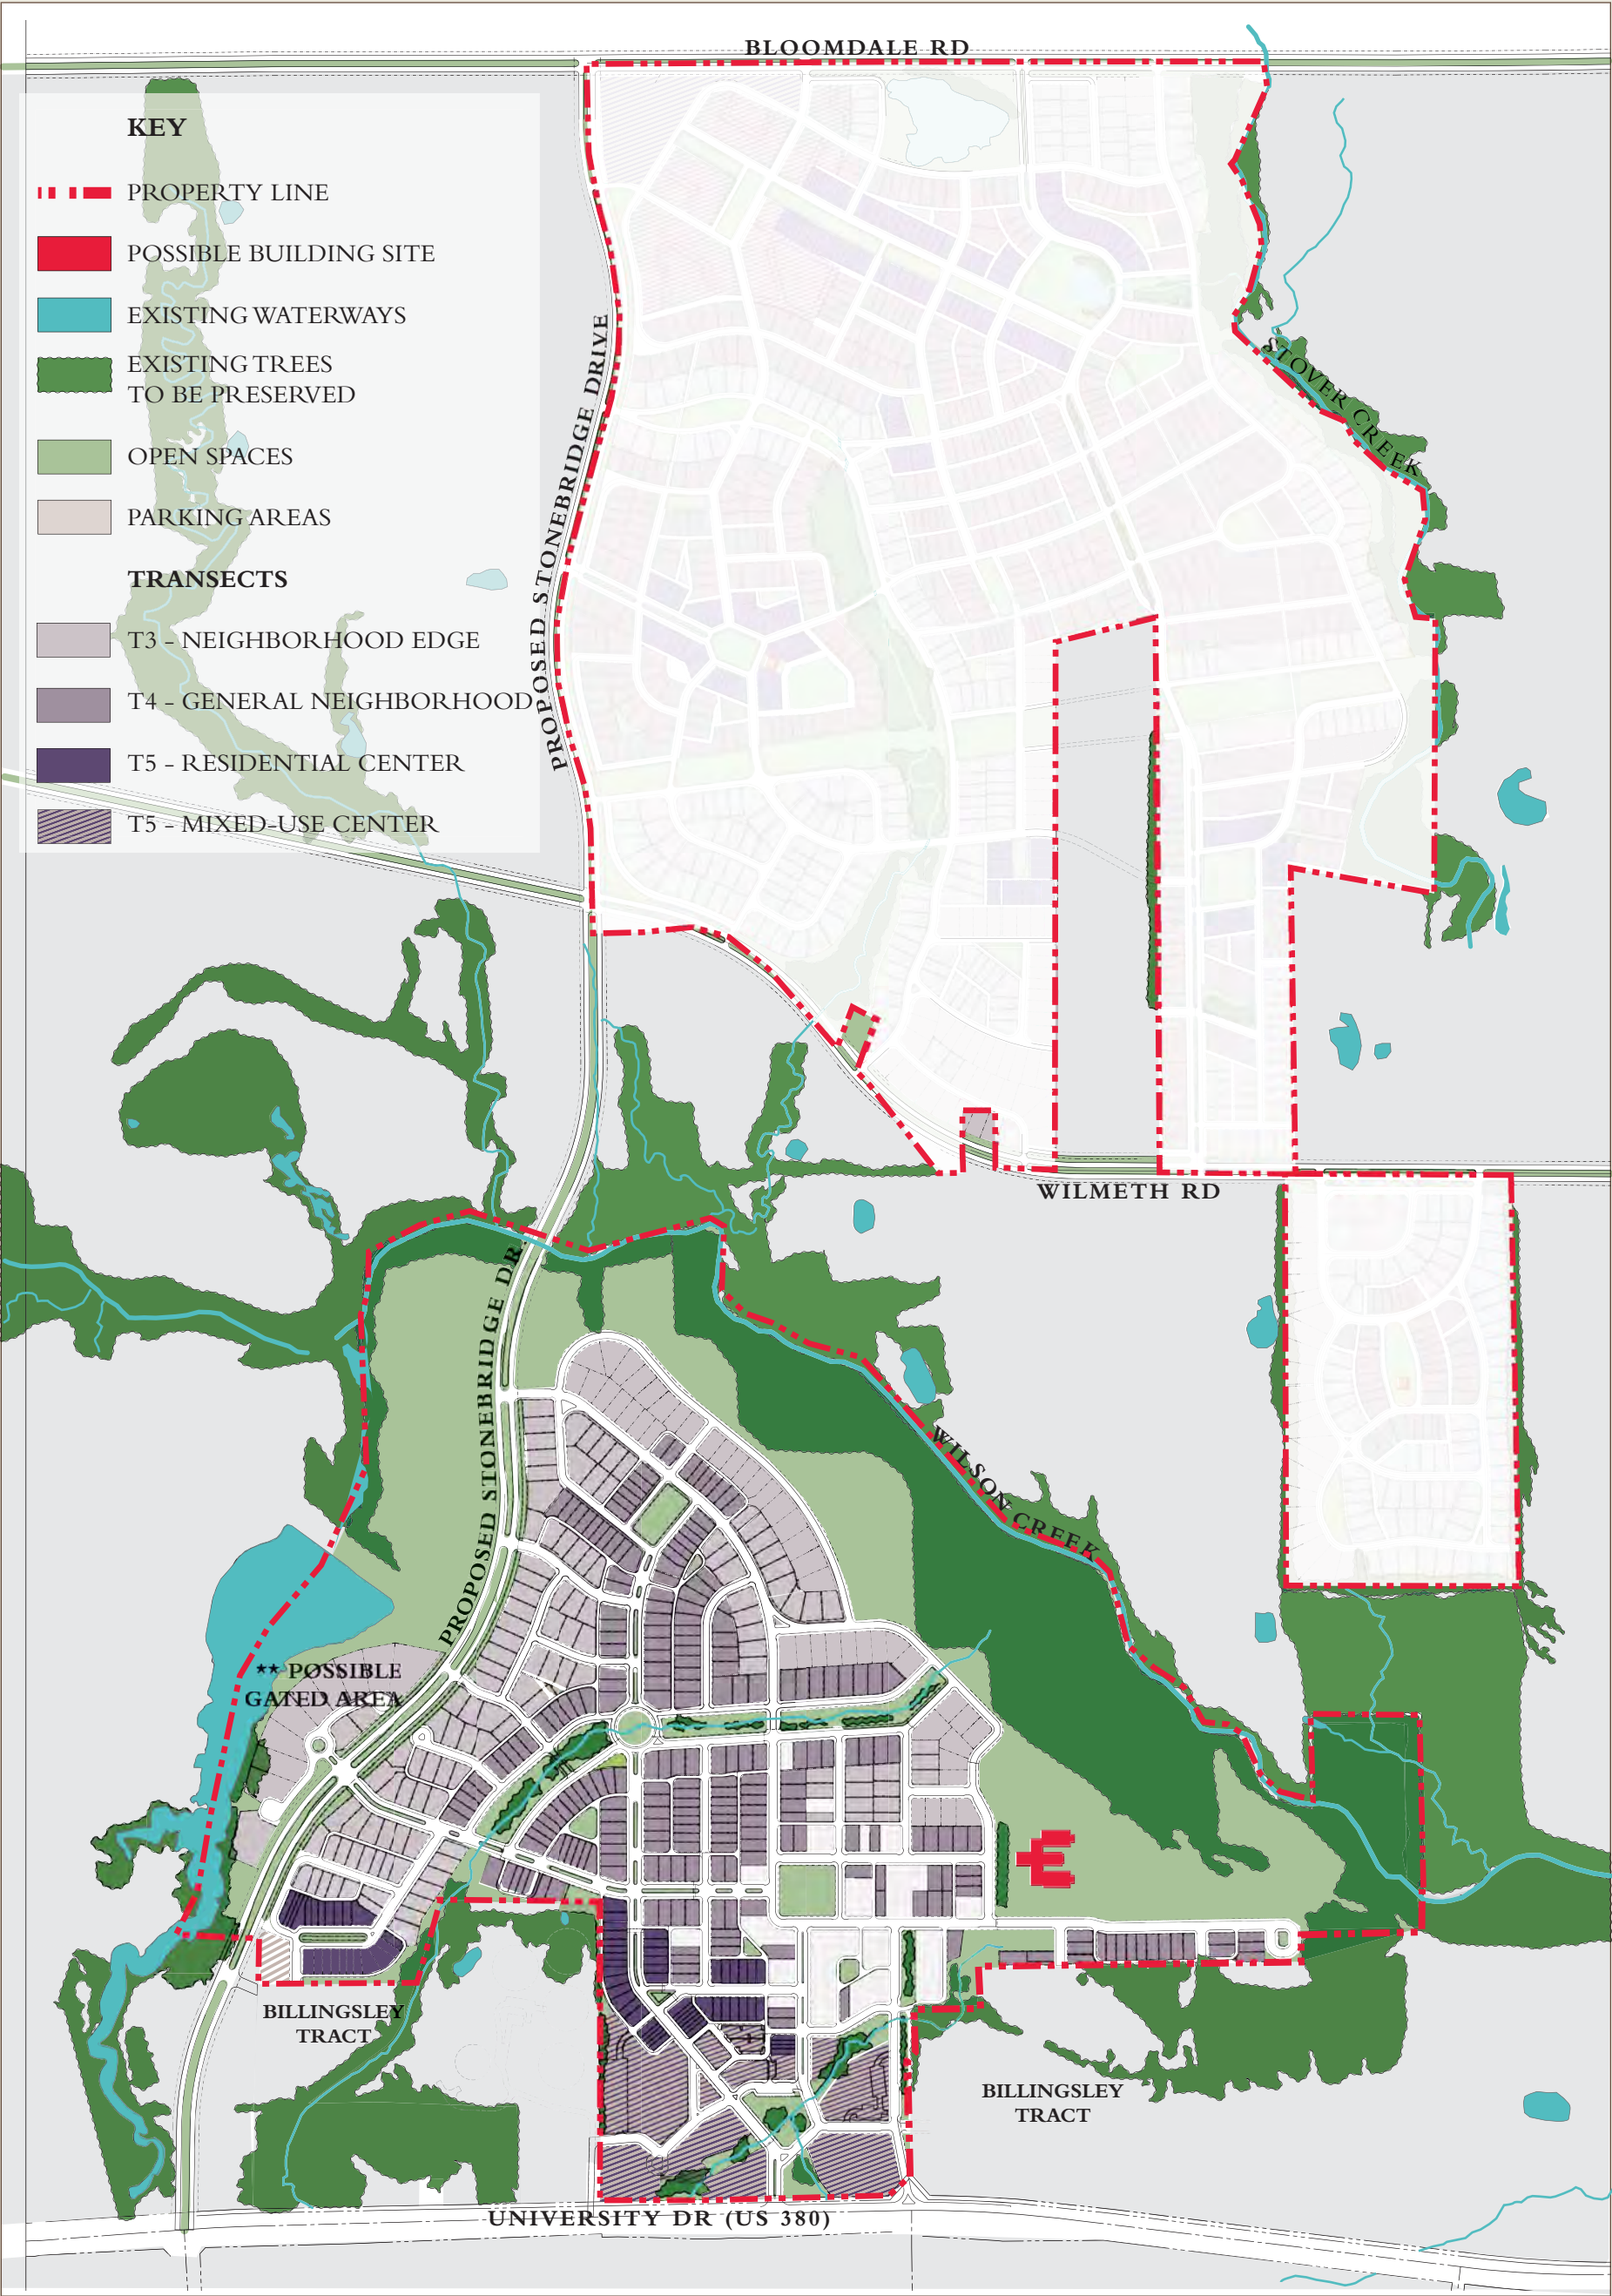 BLOOMDALE RD
KEY
PROPERTY LINE
POSSIBLE BUILDING SITE
EXISTING WATERWAYS
EXISTING TREES
TO BE PRESERVED
OPEN SPACES
PARKING AREAS
TRANSECTS
T3 - NEIGHBORHOOD EDGE
T4 - GENERAL NEIGHBORHOOD
T5 - RESIDENTIAL CENTER
T5 - MIXED-USE CENTER
PROPOSED STONEBRIDGE DRIVE
STOVER CREEK
WILMETH RD
PROPOSED STONEBRIDGE DR.
WILSON CREEK
** POSSIBLE
GATED AREA
BILLINGSLEY
TRACT
BILLINGSLEY
TRACT
UNIVERSITY DR (US 380)